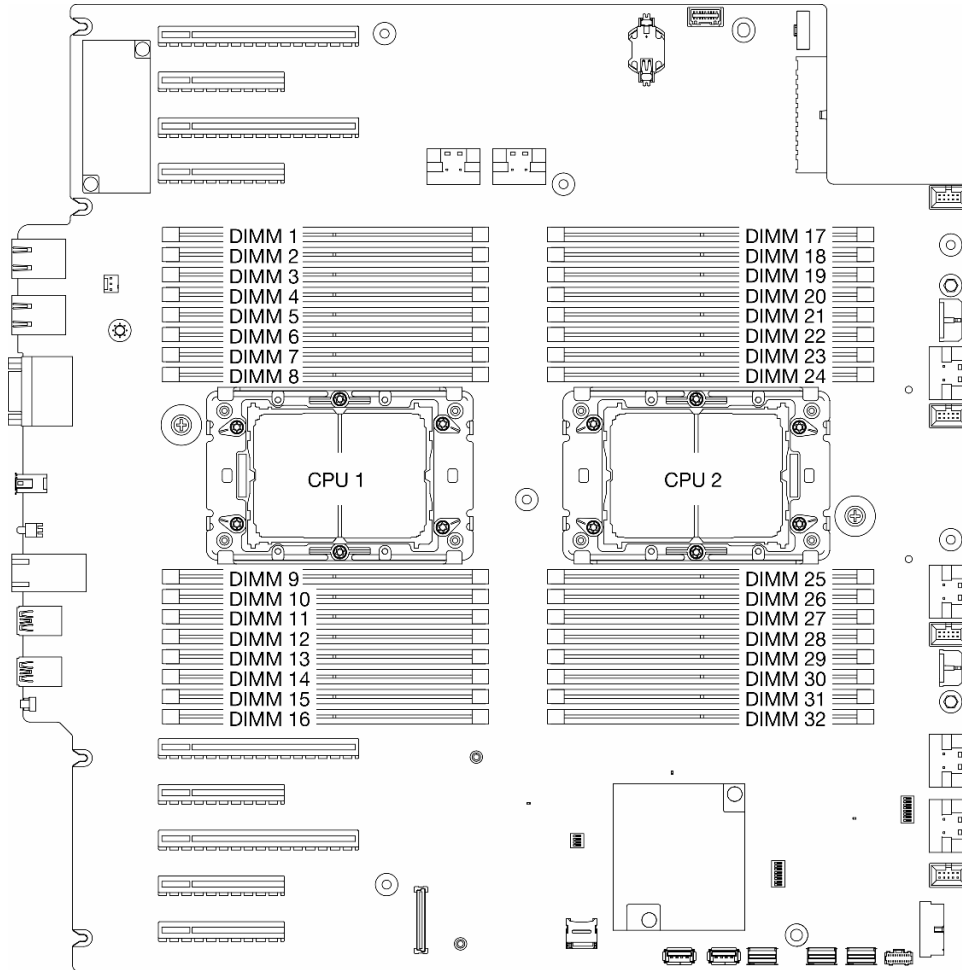 DIMM 1
DIMM 2
DIMM 3
DIMM 4
DIMM 5
DIMM 6
DIMM 7
DIMM 8
DIMM 17
DIMM 18
DIMM 19
DIMM 20
DIMM 21
DIMM 22
DIMM 23
DIMM 24
CPU 1
CPU 2
DIMM 9
DIMM 10
DIMM 11
DIMM 12
DIMM 13
DIMM 14
DIMM 15
DIMM 16
DIMM 25
DIMM 26
DIMM 27
DIMM 28
DIMM 29
DIMM 30
DIMM 31
DIMM 32